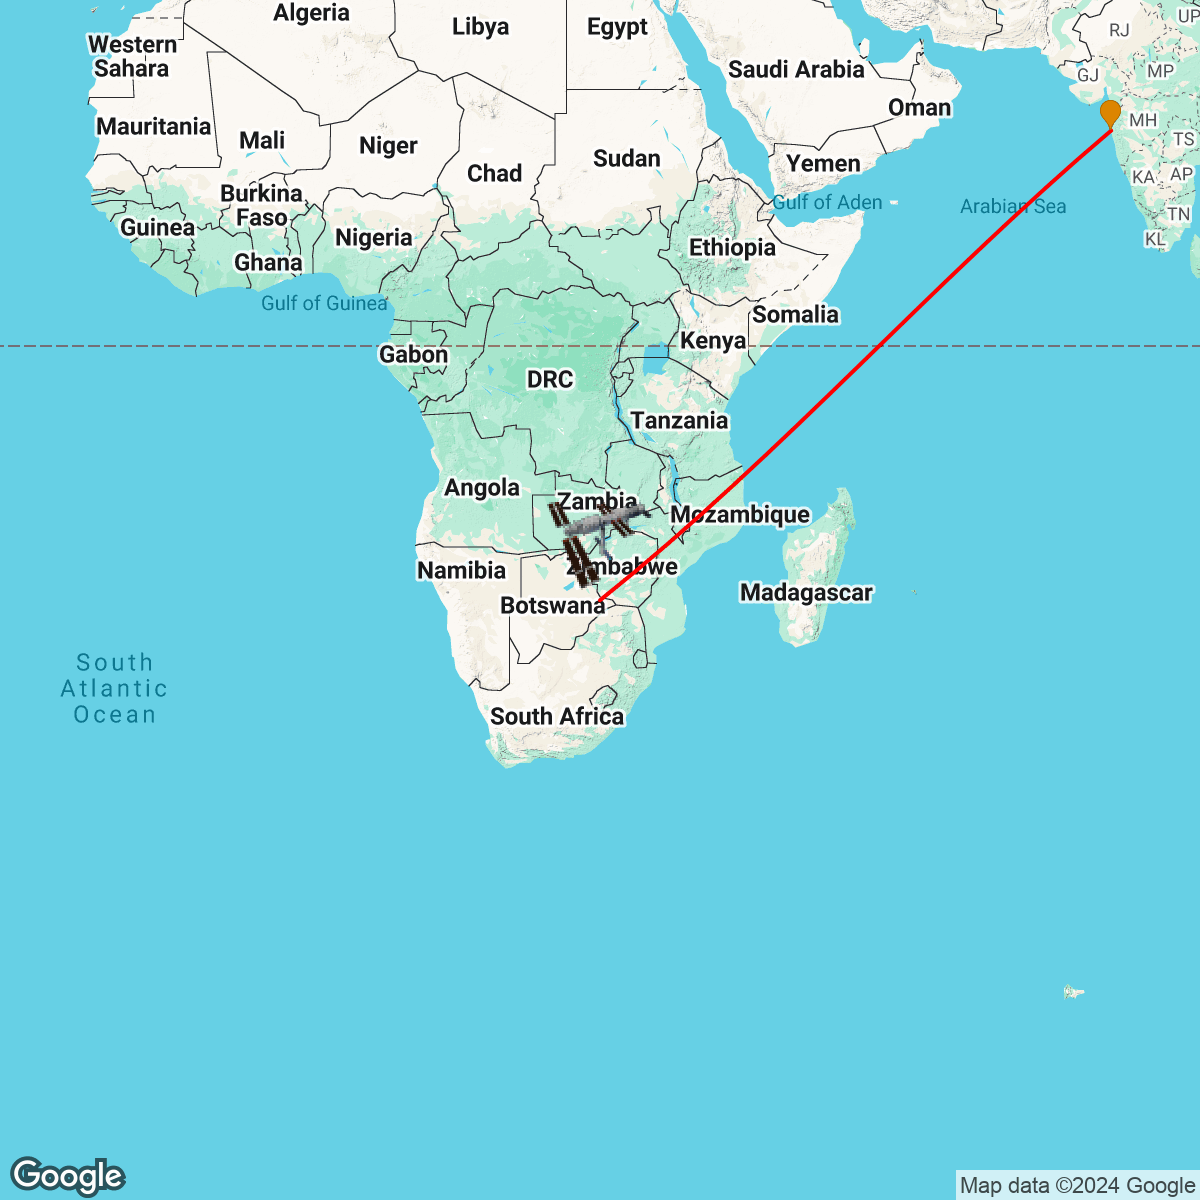 Algeria
Libya
Egypt
RJ
UP
Western
Sahara
Saudi Arabia
GJ
MP
Oman
Mauritania
Mali
Niger
MH
Chad
Sudan
Yemen
TS
Burkina
Faso
KA
AP
Guinea
Nigeria
Gulf of Aden
Arabian Sea
TN
Ghana
Ethiopia
KL
Gulf of Guinea
Somalia
Gabon
Kenya
DRC
Tanzania
Angola
Zambia
Mozambique
Namibia
Zimbabwe
Madagascar
Botswana
South
Atlantic
Ocean
South Africa
Google
Map data ©2024 Google